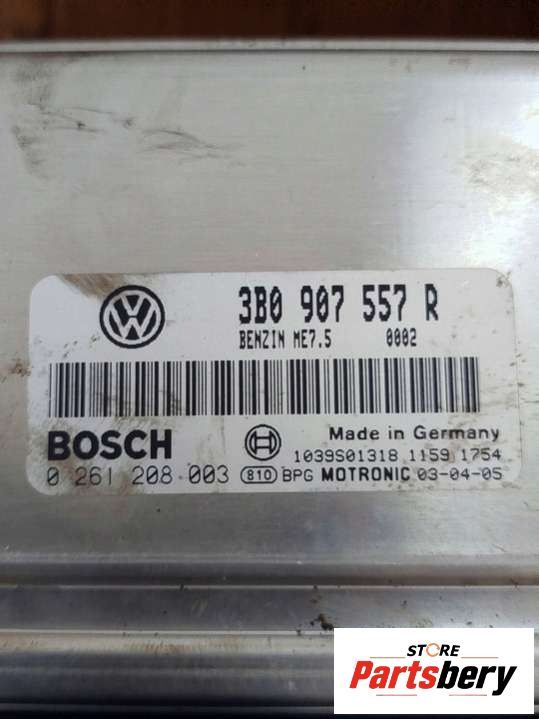 3B0 907 557 R
BENZIN ME7.5 0002
BOSCH
Made in Germany
1039S01318 1159 1754
0 261 208 003 810 BPG MOTRONIC 03-04-05
STORE
Partsbery